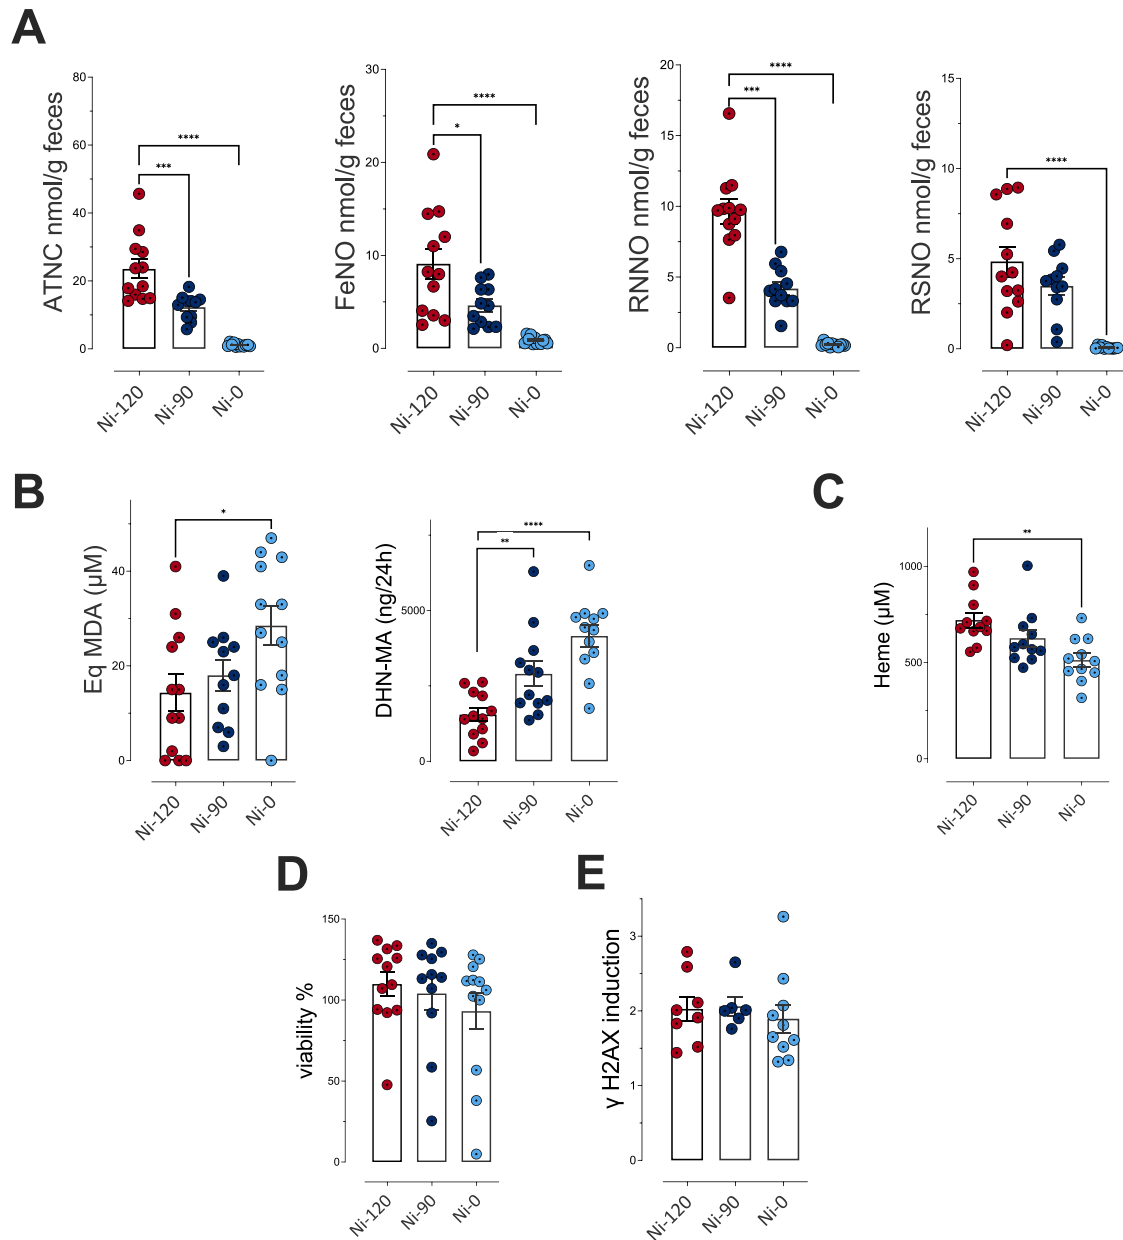 A
ATNC nmol/g feces
80
60
40
20
0
****
***
Ni-120
Ni-90
Ni-0
FeNO nmol/g feces
30
20
10
0
****
*
Ni-120
Ni-90
Ni-0
RNNO nmol/g feces
20
15
10
5
0
****
***
Ni-120
Ni-90
Ni-0
RSNO nmol/g feces
15
10
5
0
****
Ni-120
Ni-90
Ni-0
B
Eq MDA (μM)
40
20
0
*
Ni-120
Ni-90
Ni-0
DHN-MA (ng/24h)
5000
0
****
**
Ni-120
Ni-90
Ni-0
C
Heme (μM)
1000
500
0
**
Ni-120
Ni-90
Ni-0
D
viability %
150
100
50
0
Ni-120
Ni-90
Ni-0
E
γ H2AX induction
3
2
1
0
Ni-120
Ni-90
Ni-0